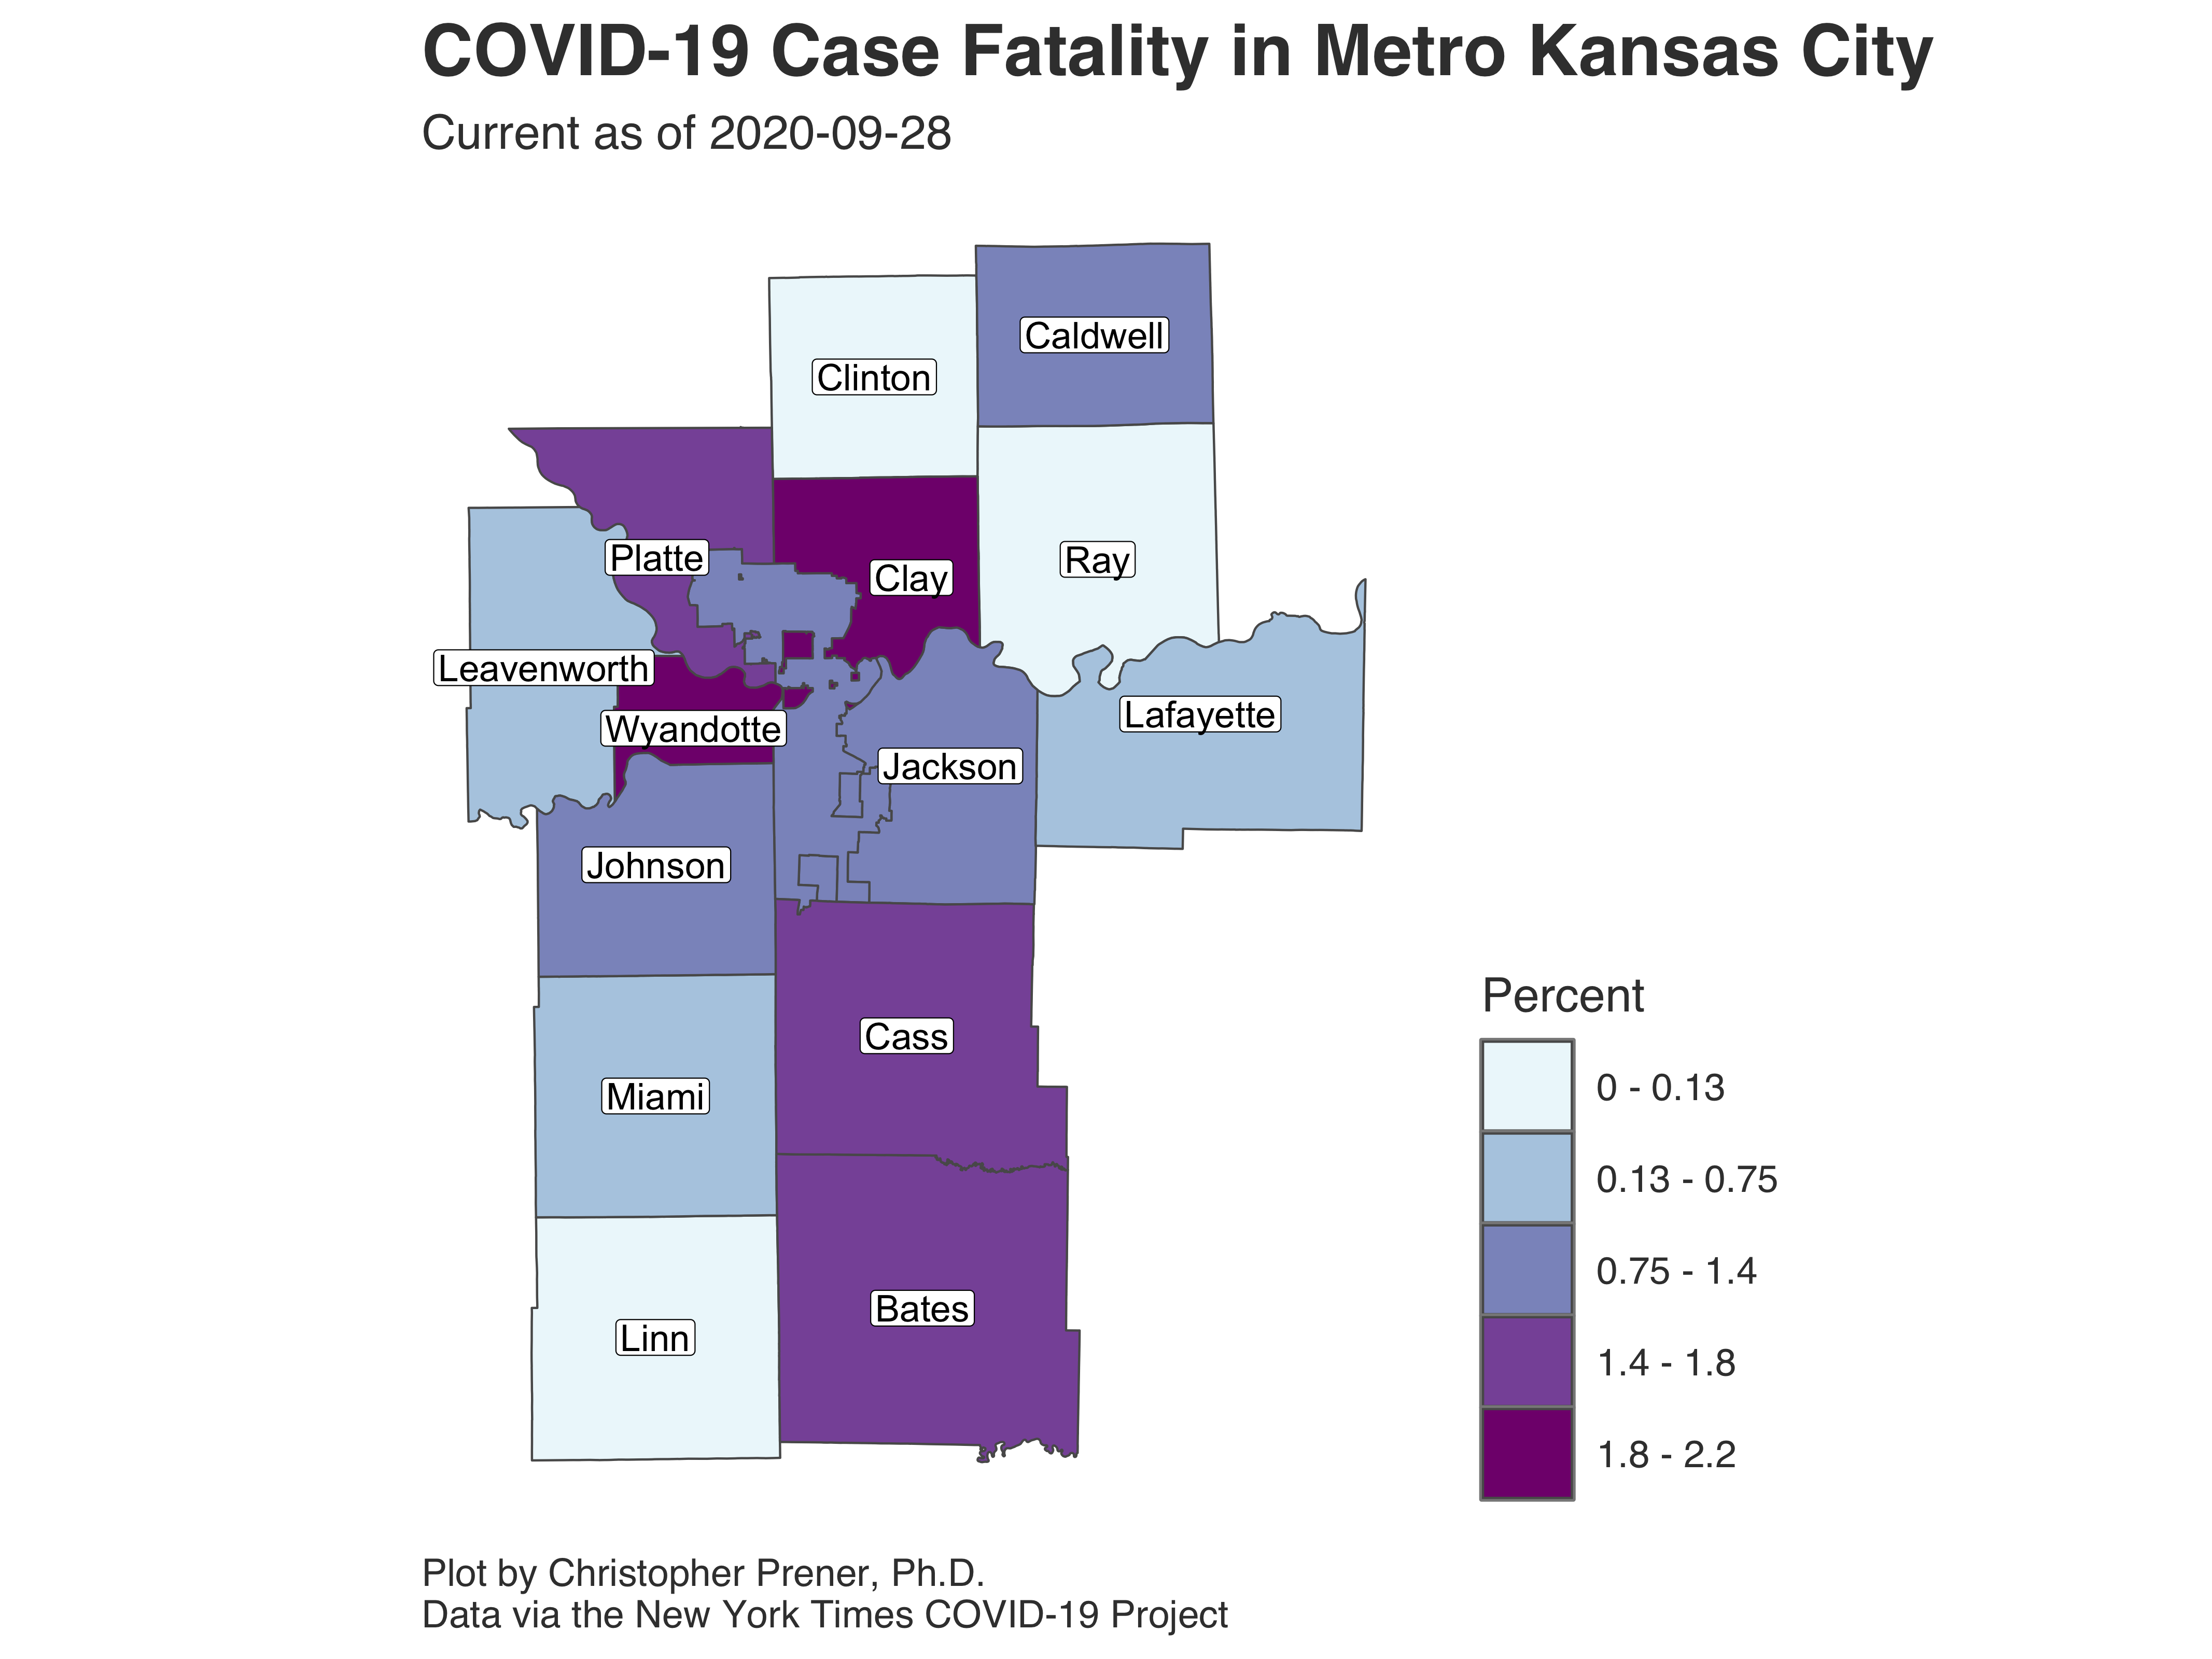 COVID-19 Case Fatality in Metro Kansas City
Current as of 2020-09-28
Caldwell
Clinton
Platte
Clay
Ray
Leavenworth
Wyandotte
Lafayette
Jackson
Johnson
Cass
Miami
Bates
Linn
Percent
0 - 0.13
0.13 - 0.75
0.75 - 1.4
1.4 - 1.8
1.8 - 2.2
Plot by Christopher Prener, Ph.D.
Data via the New York Times COVID-19 Project